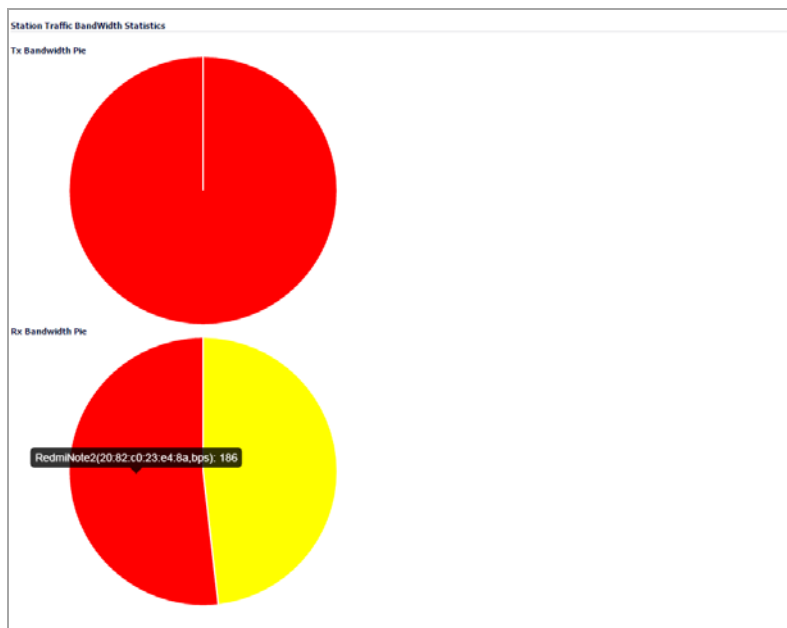 Station Traffic BandWidth Statistics
Tx Bandwidth Pie
Rx Bandwidth Pie
RedmiNote2(20:82:c0:23:e4:8a,bps): 186